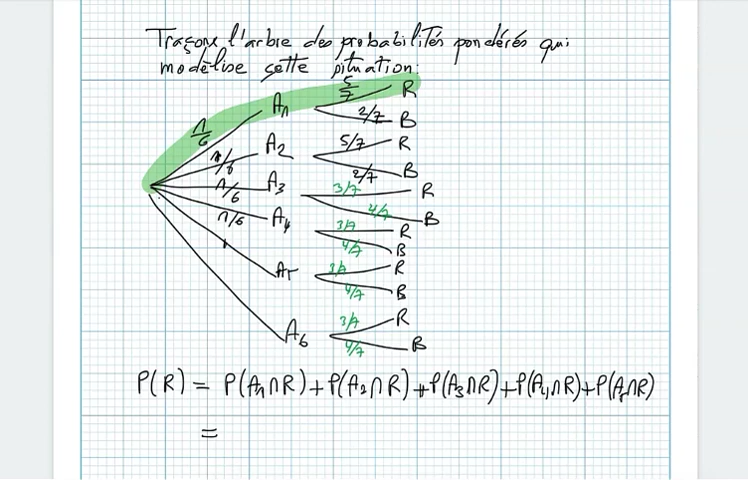 Traçons l'arbre des probabilités pondérés qui
modélise cette situation:
1/6 A1 5/7 R
2/7 B
1/6 A2 5/7 R
2/7 B
1/6 A3 3/7 R
4/7 B
1/6 A4 3/7 R
4/7 B
A5 3/7 R
4/7 B
A6 3/7 R
4/7 B
P(R) = P(A1∩R)+P(A2∩R)+P(A3∩R)+P(A4∩R)+P(A5∩R)
=